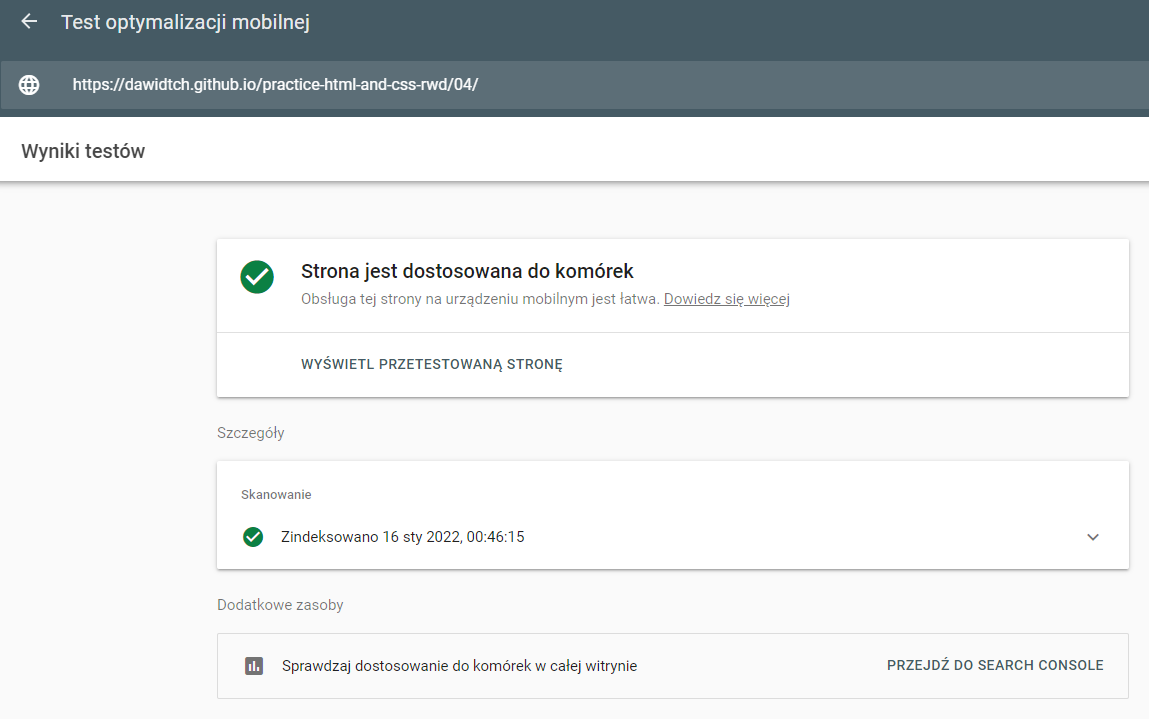 Test optymalizacji mobilnej
https://dawidtch.github.io/practice-html-and-css-rwd/04/
Wyniki testów
Strona jest dostosowana do komórek
Obsługa tej strony na urządzeniu mobilnym jest łatwa. Dowiedz się więcej
WYŚWIETL PRZETESTOWANĄ STRONĘ
Szczegóły
Skanowanie
Zindeksowano 16 sty 2022, 00:46:15
Dodatkowe zasoby
Sprawdzaj dostosowanie do komórek w całej witrynie PRZEJDŹ DO SEARCH CONSOLE